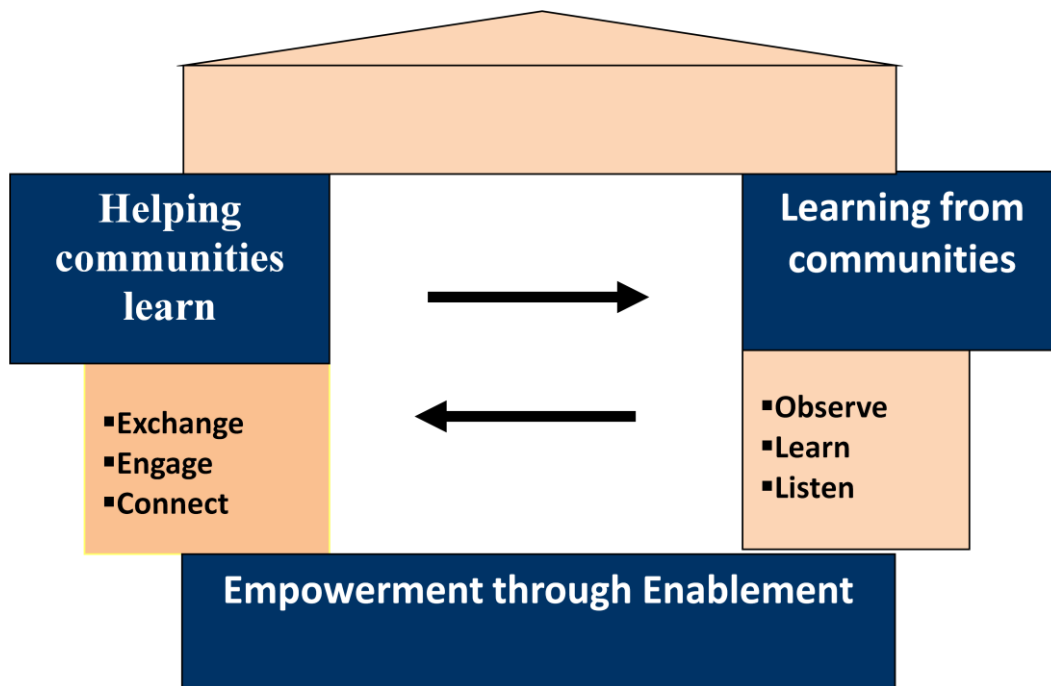 Helping
communities
learn
Learning from
communities
▪Exchange
▪Engage
▪Connect
▪Observe
▪Learn
▪Listen
Empowerment through Enablement